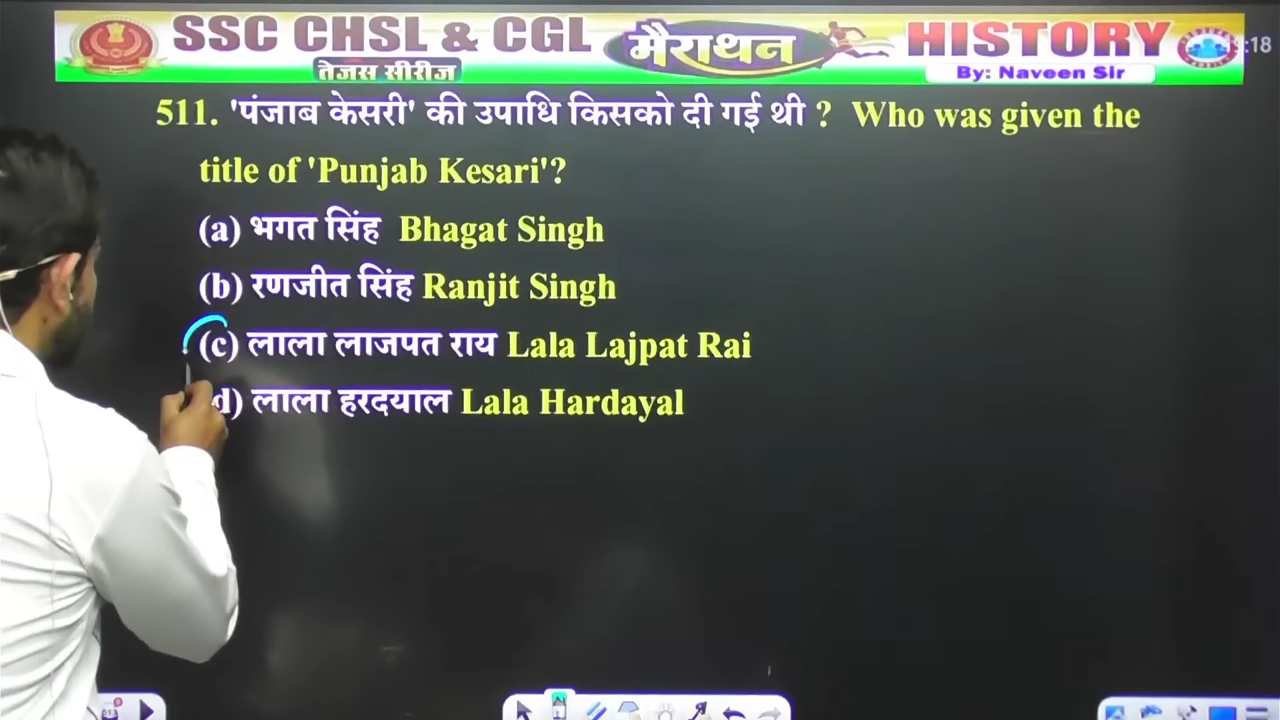 SSC CHSL & CGL मैराथन HISTORY :18
तेजस सीरीज By: Naveen Sir
511. 'पंजाब केसरी' की उपाधि किसको दी गई थी ? Who was given the
title of 'Punjab Kesari'?
(a) भगत सिंह Bhagat Singh
(b) रणजीत सिंह Ranjit Singh
(c) लाला लाजपत राय Lala Lajpat Rai
d) लाला हरदयाल Lala Hardayal